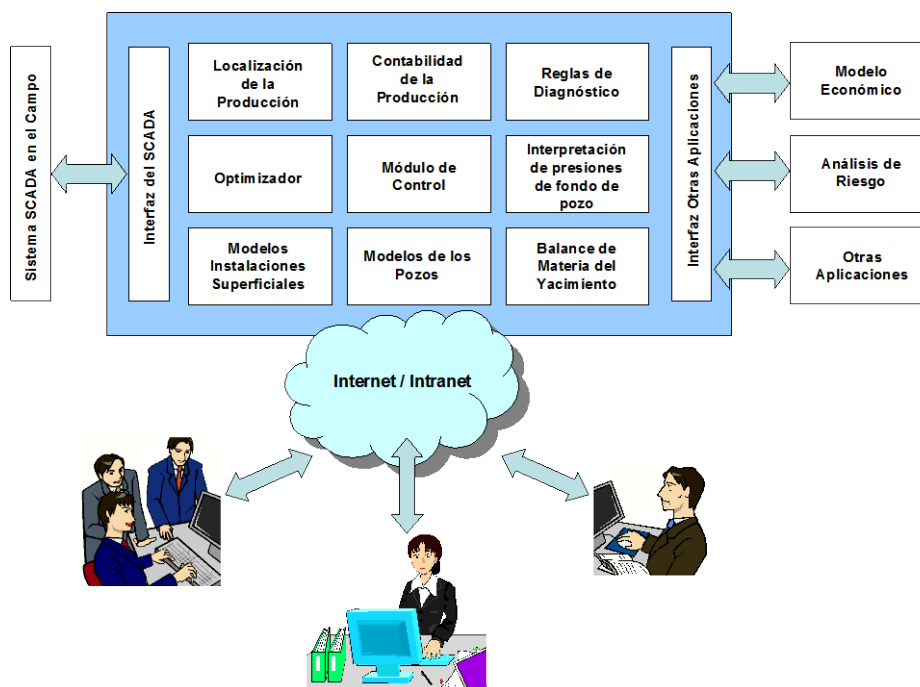 Sistema SCADA en el Campo
Interfaz del SCADA
Localización
de la
Producción
Contabilidad
de la
Producción
Reglas de
Diagnóstico
Optimizador
Módulo de
Control
Interpretación
de presiones
de fondo de
pozo
Modelos
Instalaciones
Superficiales
Modelos de los
Pozos
Balance de
Materia del
Yacimiento
Interfaz Otras Aplicaciones
Modelo
Económico
Análisis de
Riesgo
Otras
Aplicaciones
Internet / Intranet